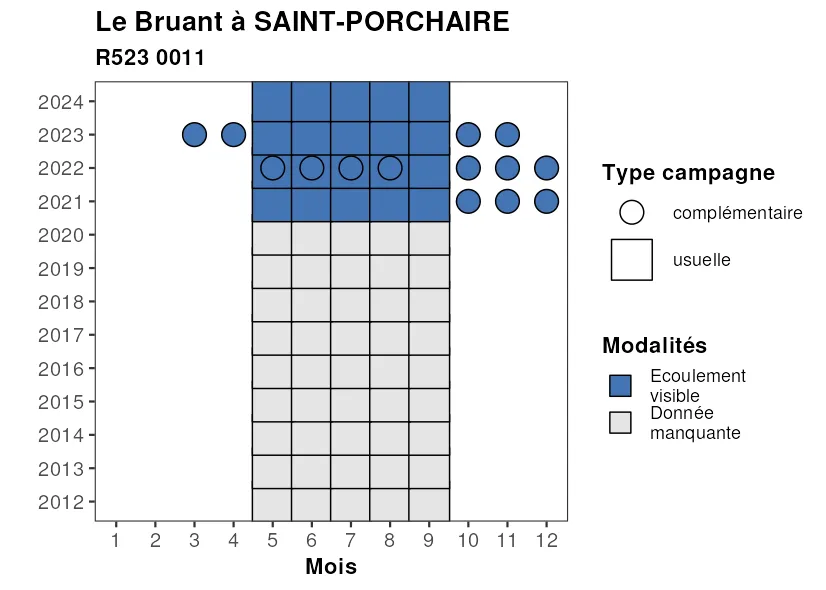 Le Bruant à SAINT-PORCHAIRE
R523 0011
2024
2023
2022
2021
2020
2019
2018
2017
2016
2015
2014
2013
2012
1 2 3 4 5 6 7 8 9 10 11 12
Mois
Type campagne
complémentaire
usuelle
Modalités
Ecoulement
visible
Donnée
manquante